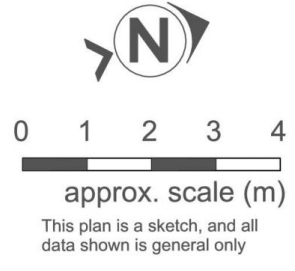 N
0 1 2 3 4
approx. scale (m)
This plan is a sketch, and all
data shown is general only